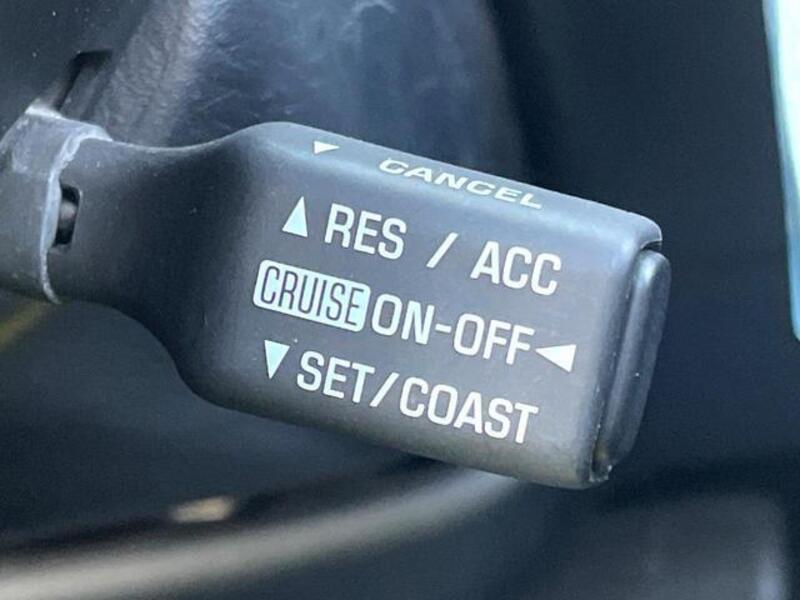 CANCEL
RES / ACC
CRUISE ON-OFF
SET/COAST